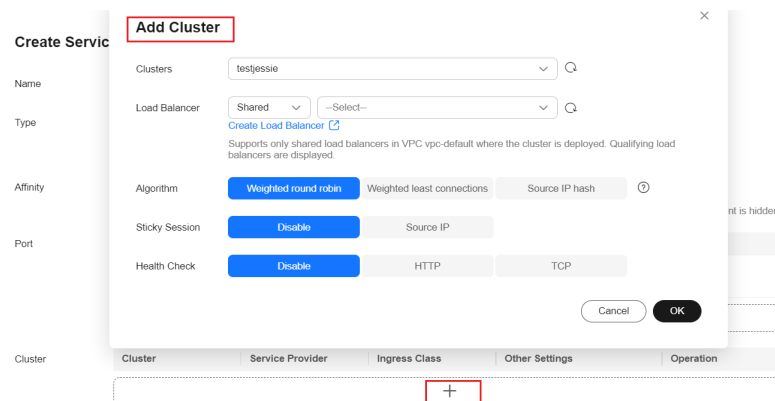 Add Cluster
Create Servic
Clusters testjessie
Name
Load Balancer Shared --Select--
Type
Create Load Balancer
Supports only shared load balancers in VPC vpc-default where the cluster is deployed. Qualifying load
balancers are displayed.
Affinity
Algorithm Weighted round robin Weighted least connections Source IP hash
nt is hidden
Sticky Session Disable Source IP
Port
Health Check Disable HTTP TCP
Cancel OK
Cluster Cluster Service Provider Ingress Class Other Settings Operation